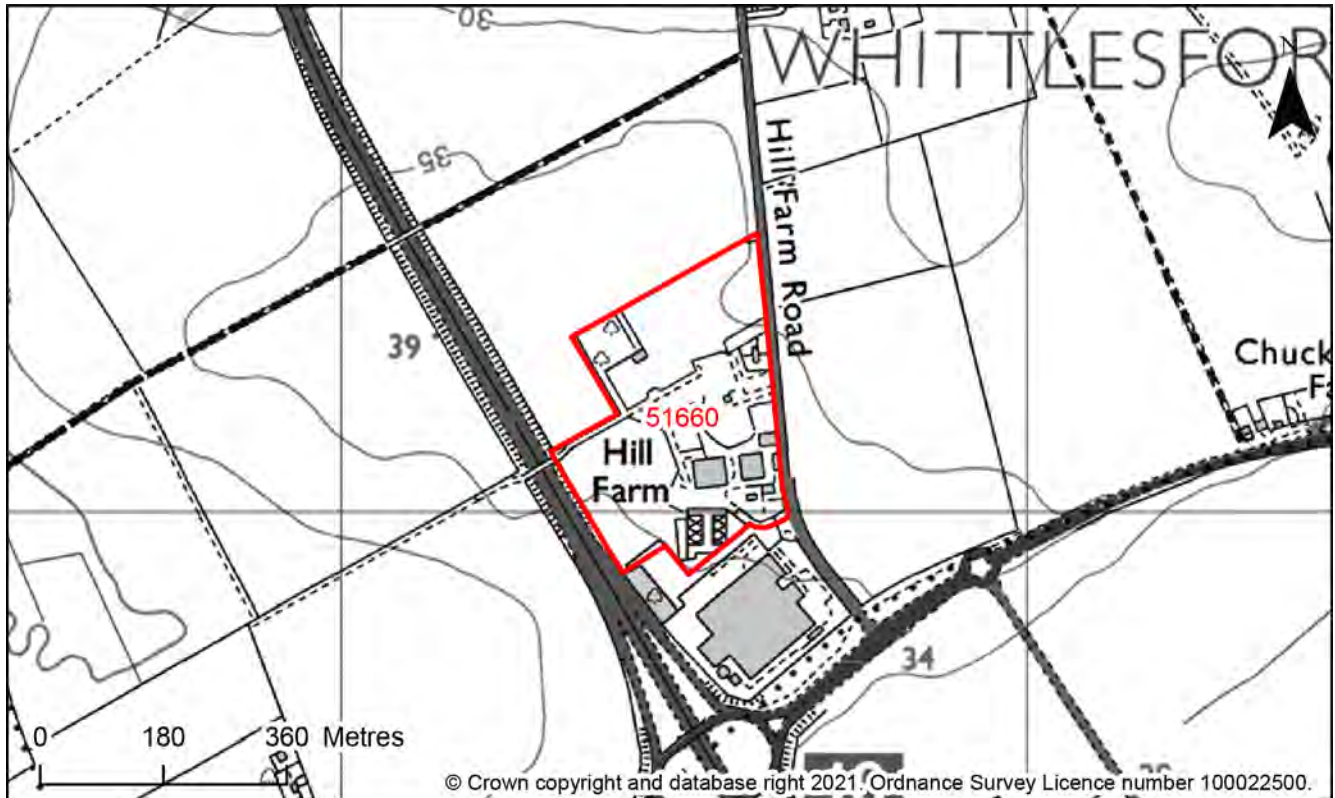 30
WHITTLESFOR
N
35
Hill Farm Road
39
Chuck
51660
Hill
Farm
34
0 180 360 Metres
© Crown copyright and database right 2021. Ordnance Survey Licence number 100022500.